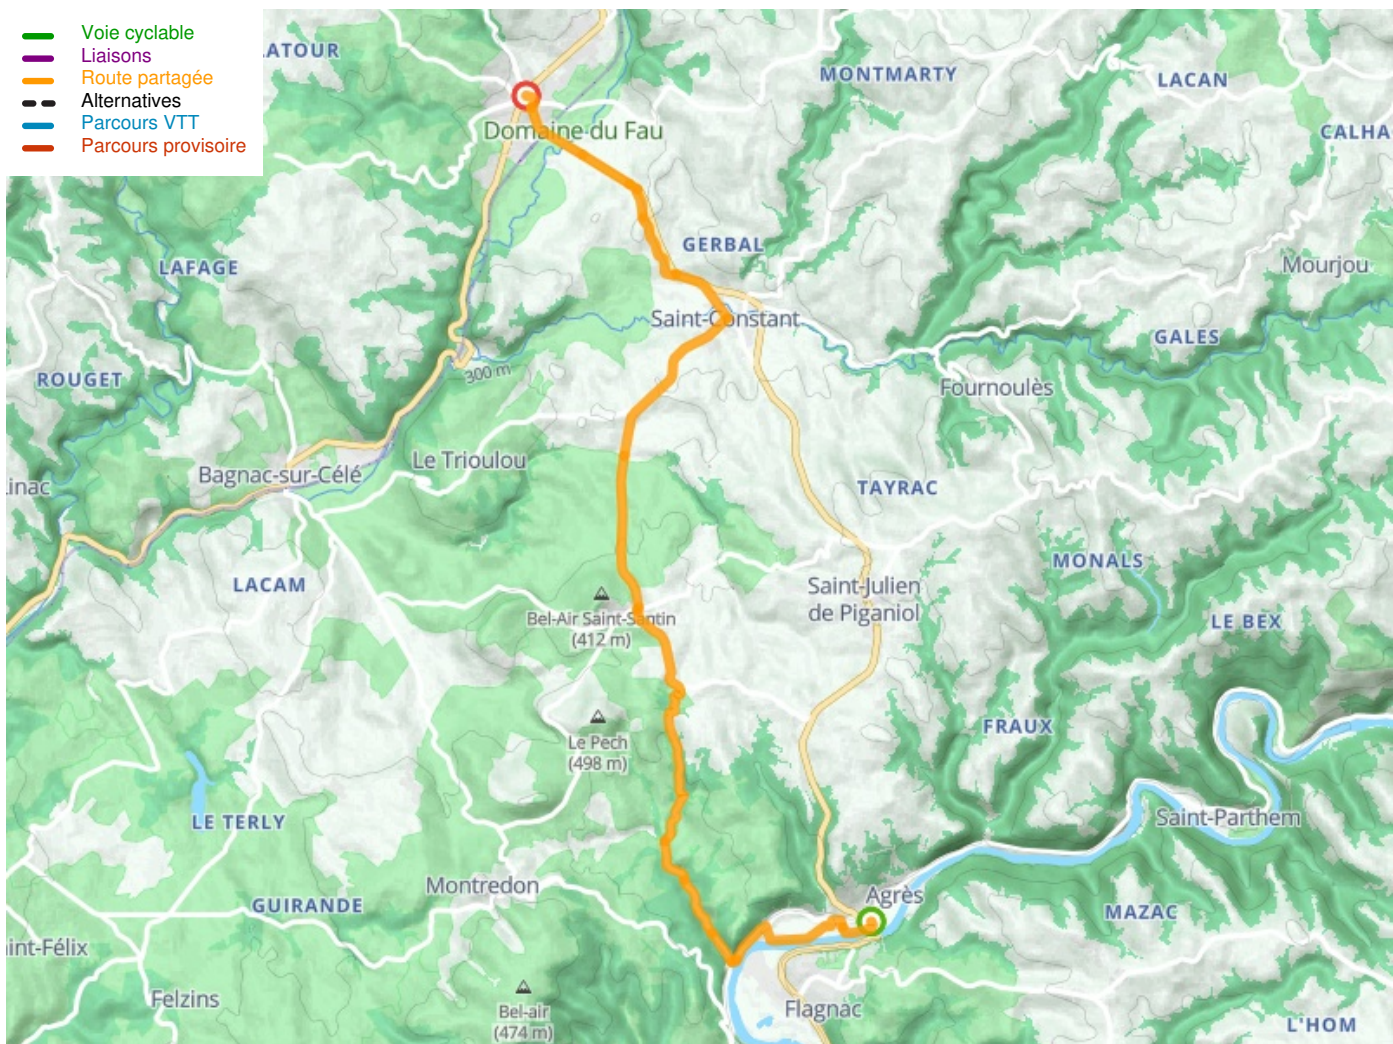 Voie cyclable
Liaisons
Route partagée
Alternatives
Parcours VTT
Parcours provisoire
LATOUR
MONTMARTY
LACAN
CALHA
Domaine du Fau
GERBAL
Mourjou
LAFAGE
Saint-Constant
GALES
ROUGET
300 m
Fournoulès
Bagnac-sur-Célé
Le Trioulou
Linac
TAYRAC
MONALS
LACAM
Saint-Julien
de Piganiol
Bel-Air Saint-Santin
(412 m)
LE BEX
FRAUX
Le Pech
(498 m)
LE TERLY
Saint-Parthem
Montredon
Agrès
GUIRANDE
MAZAC
aint-Félix
Felzins
Bel-air
(474 m)
Flagnac
L'HOM